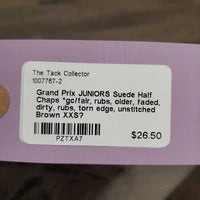 The Tack Collector
1007767-2
Grand Prix JUNIORS Suede Half
Chaps *gc/fair, rubs, older, faded,
dirty, rubs, torn edge, unstitched
Brown XXS?
$26.50
PZTXA7